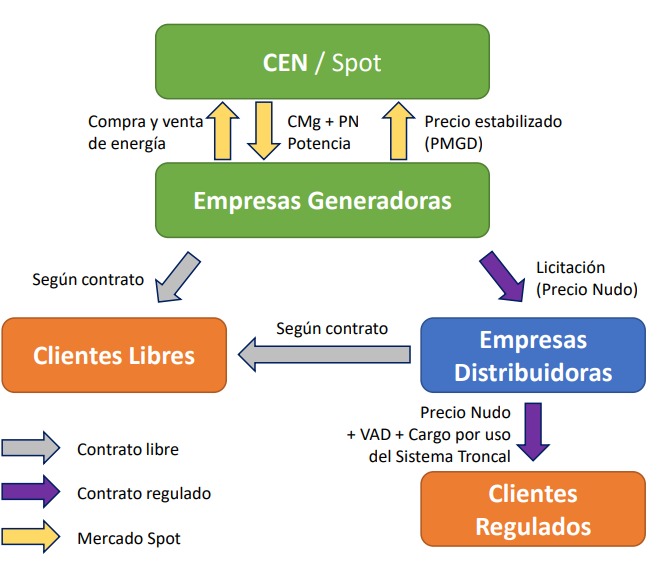 CEN / Spot
Compra y venta
de energía
CMg + PN
Potencia
Precio estabilizado
(PMGD)
Empresas Generadoras
Según contrato
Licitación
(Precio Nudo)
Clientes Libres
Según contrato
Empresas
Distribuidoras
Precio Nudo
+ VAD + Cargo por uso
del Sistema Troncal
Contrato libre
Contrato regulado
Mercado Spot
Clientes
Regulados